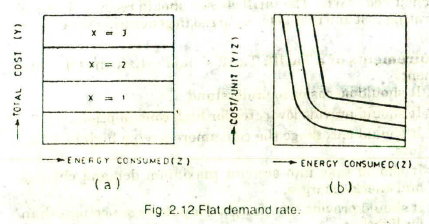 X = 3
X = 2
X = 1
TOTAL COST (Y)
ENERGY CONSUMED(Z)
(a)
COST/UNIT (Y/Z)
ENERGY CONSUMED (Z)
(b)
Fig. 2.12 Flat demand rate.